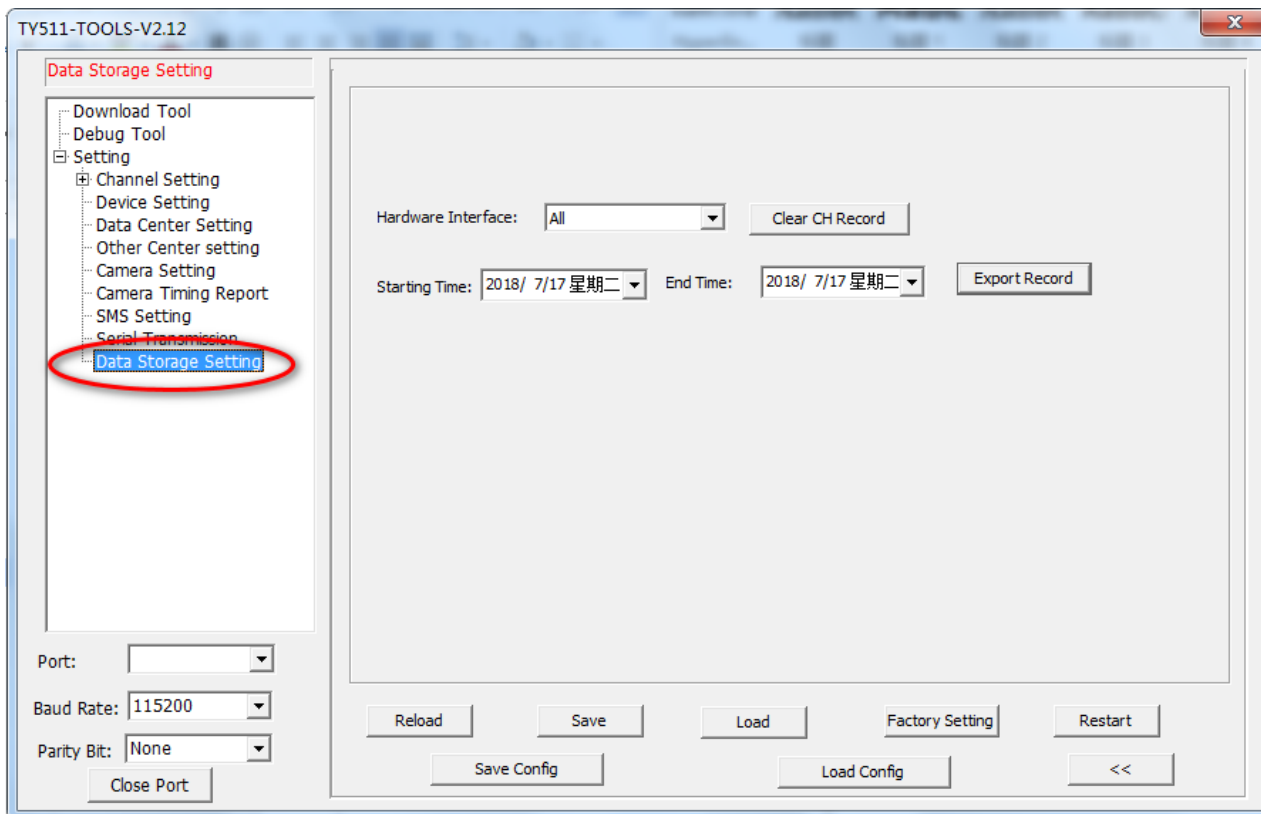 TY511-TOOLS-V2.12
Data Storage Setting
Download Tool
Debug Tool
Setting
Channel Setting
Device Setting
Data Center Setting
Other Center setting
Camera Setting
Camera Timing Report
SMS Setting
Serial Transmission
Data Storage Setting
Port:
Baud Rate: 115200
Parity Bit: None
Close Port
Hardware Interface: All Clear CH Record
Starting Time: 2018/ 7/17 星期二 End Time: 2018/ 7/17 星期二 Export Record
Reload Save Load Factory Setting Restart
Save Config Load Config <<